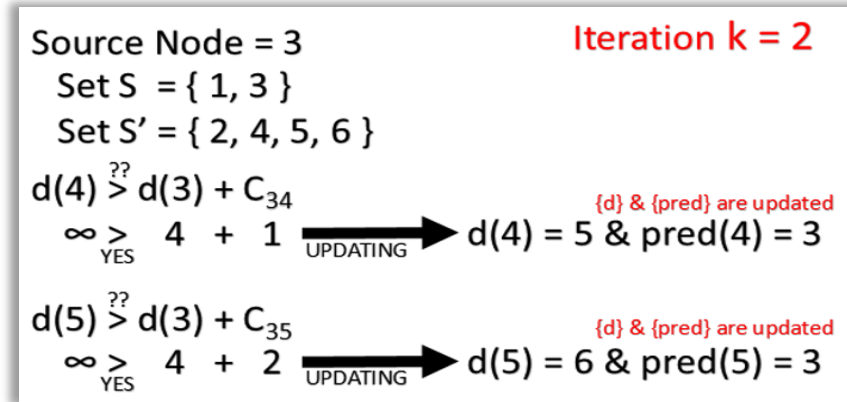 Source Node = 3
Iteration k = 2
Set S = { 1, 3 }
Set S’ = { 2, 4, 5, 6 }
??
d(4) > d(3) + C₃₄
{d} & {pred} are updated
∞ > 4 + 1
YES
UPDATING
d(4) = 5 & pred(4) = 3
??
d(5) > d(3) + C₃₅
{d} & {pred} are updated
∞ > 4 + 2
YES
UPDATING
d(5) = 6 & pred(5) = 3